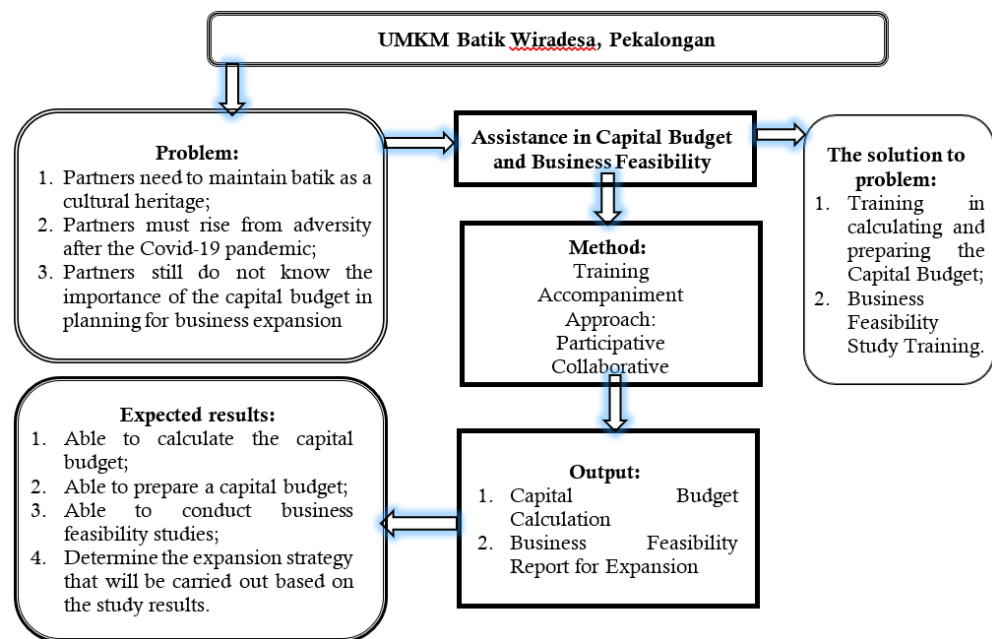 UMKM Batik Wiradesa, Pekalongan
Problem:
1. Partners need to maintain batik as a
cultural heritage;
2. Partners must rise from adversity
after the Covid-19 pandemic;
3. Partners still do not know the
importance of the capital budget in
planning for business expansion
Assistance in Capital Budget
and Business Feasibility
The solution to
problem:
1. Training in
calculating and
preparing the
Capital Budget;
2. Business
Feasibility
Study Training.
Method:
Training
Accompaniment
Approach:
Participative
Collaborative
Output:
1. Capital Budget
Calculation
2. Business Feasibility
Report for Expansion
Expected results:
1. Able to calculate the capital
budget;
2. Able to prepare a capital budget;
3. Able to conduct business
feasibility studies;
4. Determine the expansion strategy
that will be carried out based on
the study results.